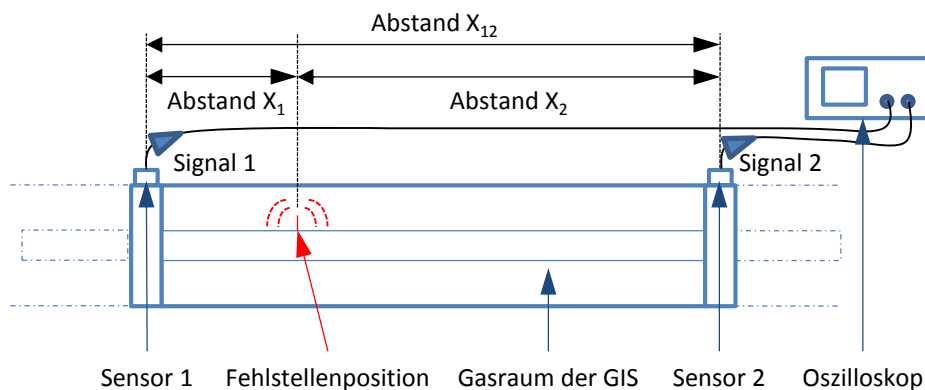 Abstand X₁₂
Abstand X₁
Abstand X₂
Signal 1
Signal 2
Sensor 1
Fehlstellenposition
Gasraum der GIS
Sensor 2
Oszilloskop